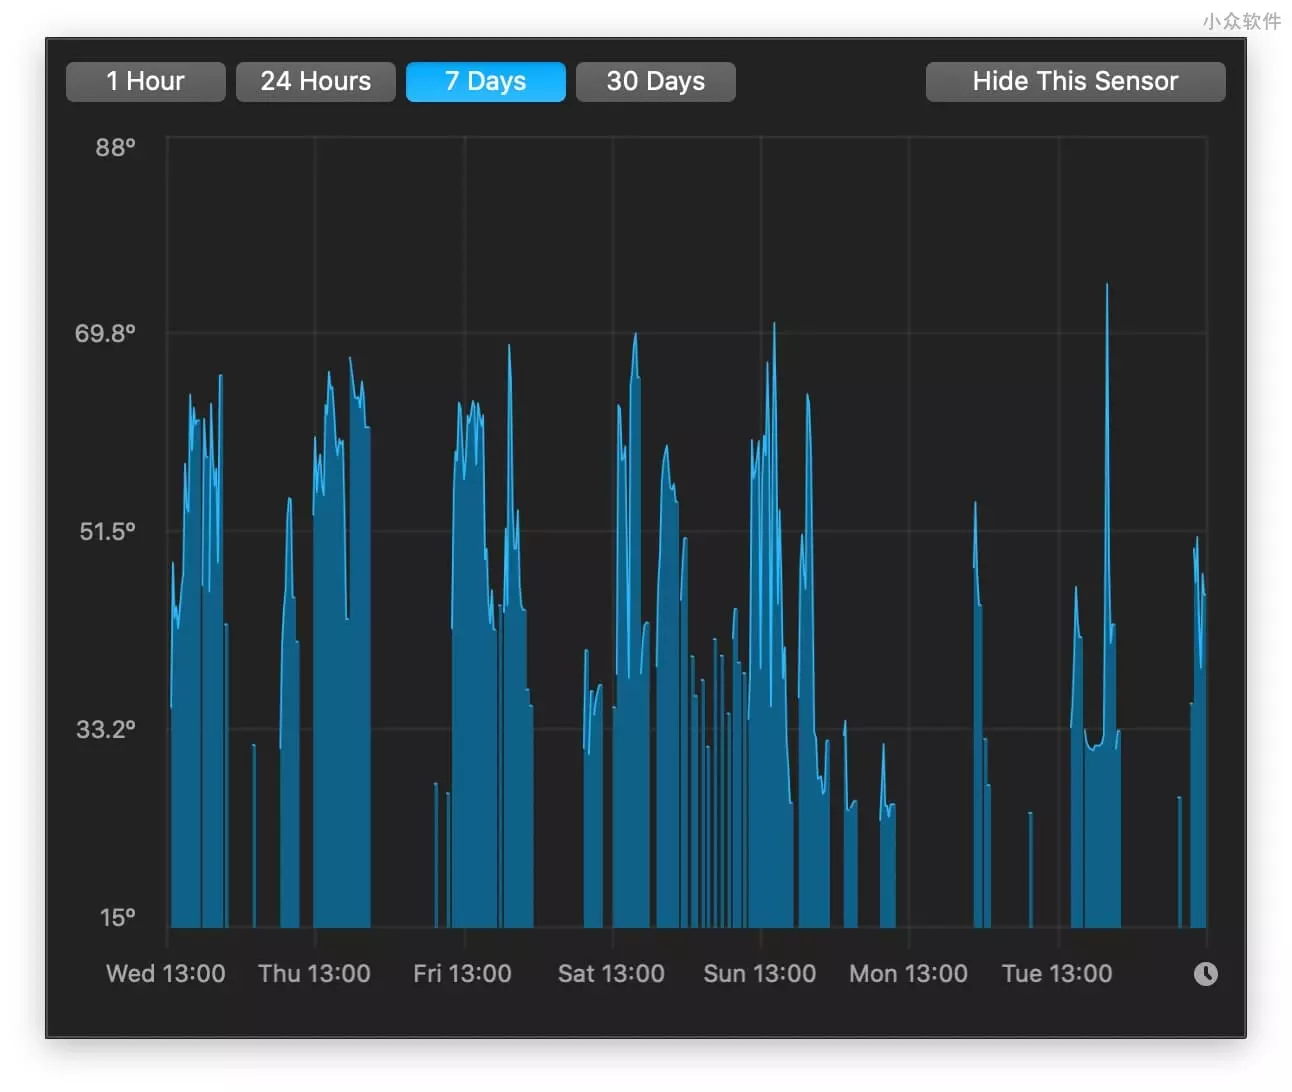 小众软件
1 Hour
24 Hours
7 Days
30 Days
Hide This Sensor
88°
69.8°
51.5°
33.2°
15°
Wed 13:00
Thu 13:00
Fri 13:00
Sat 13:00
Sun 13:00
Mon 13:00
Tue 13:00